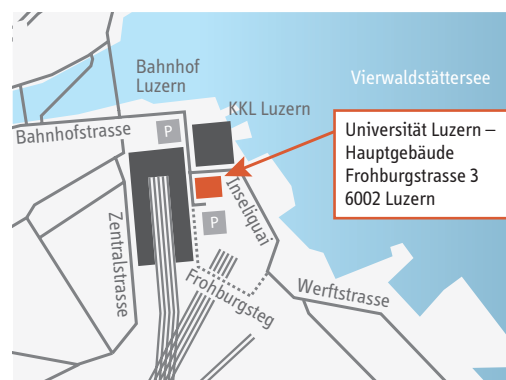 Bahnhof
Luzern
Vierwaldstättersee
KKL Luzern
Bahnhofstrasse
P
Universität Luzern –
Hauptgebäude
Frohburgstrasse 3
6002 Luzern
Inseliquai
P
Zentralstrasse
Frohburgsteg
Werftstrasse